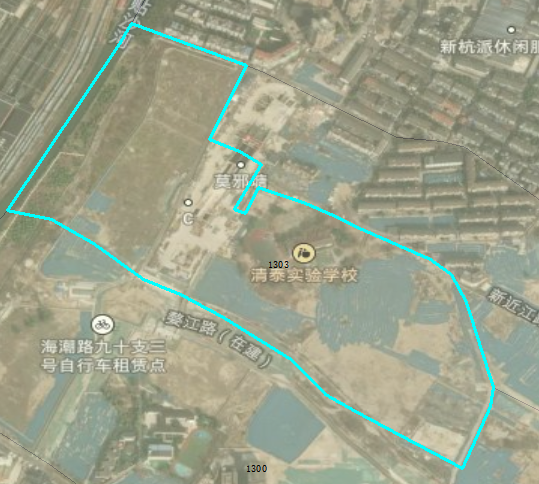 新杭派休闲服
莫邪塘
C
1303
清泰实验学校
新近江路
婺江路（在建）
海潮路九十支三
号自行车租赁点
1300